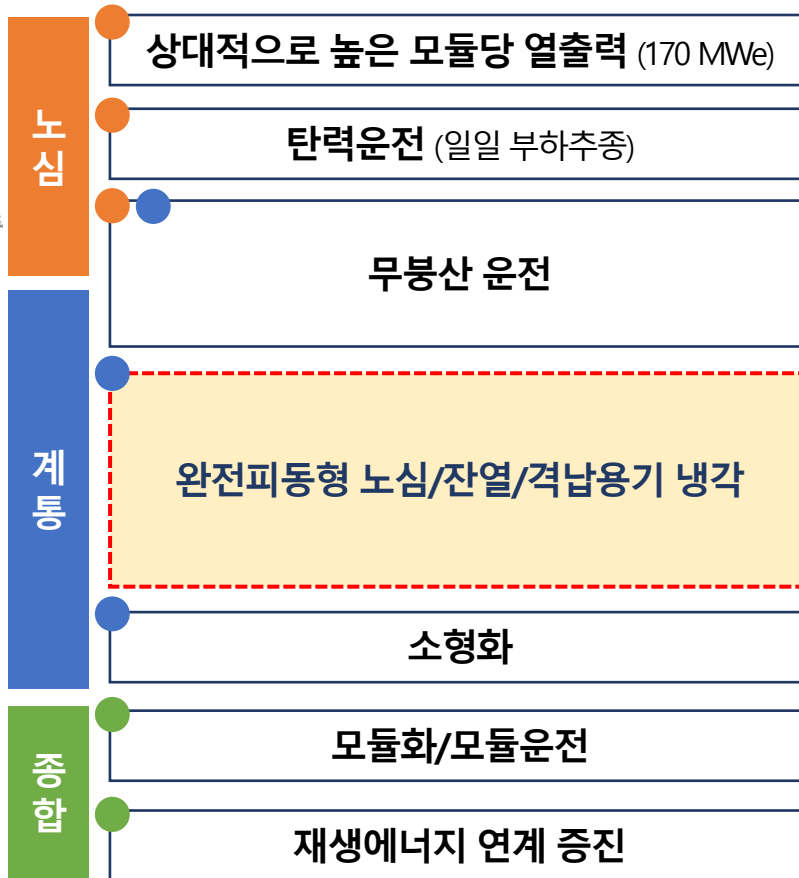 노심
상대적으로 높은 모듈당 열출력 (170 MWe)
탄력운전 (일일 부하추종)
무붕산 운전
계통
완전피동형 노심/잔열/격납용기 냉각
소형화
종합
모듈화/모듈운전
재생에너지 연계 증진